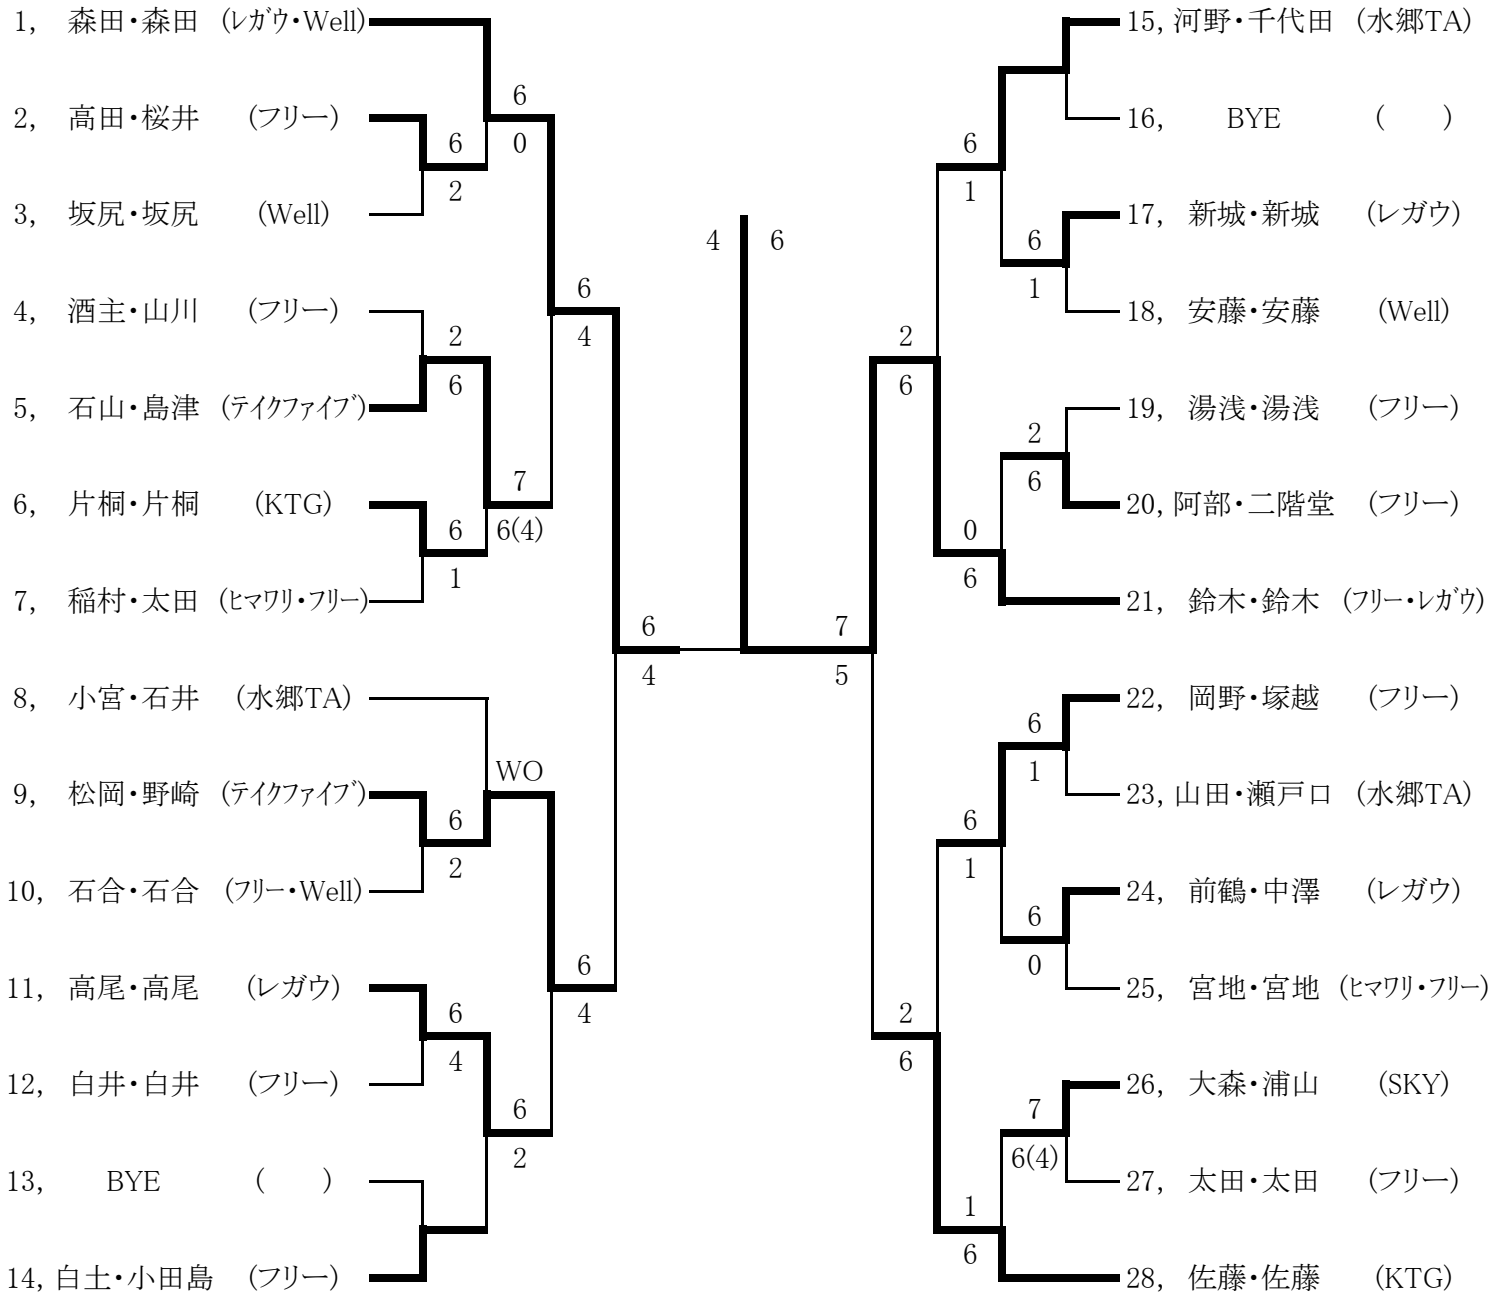 1, 森田・森田 (ﾚｶﾞｳ・Well)
6
2, 高田・桜井 (フリー)
6
0
2
3, 坂尻・坂尻 (Well)
6
4, 酒主・山川 (フリー)
2
4
6
5, 石山・島津 (ﾃｲｸﾌｧｲﾌﾞ)
7
6, 片桐・片桐 (KTG)
6
6(4)
1
7, 稲村・太田 (ﾋﾏﾜﾘ・ﾌﾘｰ)
6
4
8, 小宮・石井 (水郷TA)
WO
9, 松岡・野崎 (ﾃｲｸﾌｧｲﾌﾞ)
6
2
10, 石合・石合 (ﾌﾘｰ・Well)
6
11, 高尾・高尾 (レガウ)
6
4
4
12, 白井・白井 (フリー)
6
2
13, BYE ( )
14, 白土・小田島 (フリー)
4 6
15, 河野・千代田 (水郷TA)
16, BYE ( )
6
1
17, 新城・新城 (レガウ)
6
1
18, 安藤・安藤 (Well)
2
6
19, 湯浅・湯浅 (フリー)
2
6
20, 阿部・二階堂 (フリー)
0
6
21, 鈴木・鈴木 (ﾌﾘｰ・ﾚｶﾞｳ)
7
5
22, 岡野・塚越 (フリー)
6
1
23, 山田・瀬戸口 (水郷TA)
6
1
24, 前鶴・中澤 (レガウ)
6
0
25, 宮地・宮地 (ﾋﾏﾜﾘ・ﾌﾘｰ)
2
6
26, 大森・浦山 (SKY)
7
6(4)
27, 太田・太田 (フリー)
1
6
28, 佐藤・佐藤 (KTG)